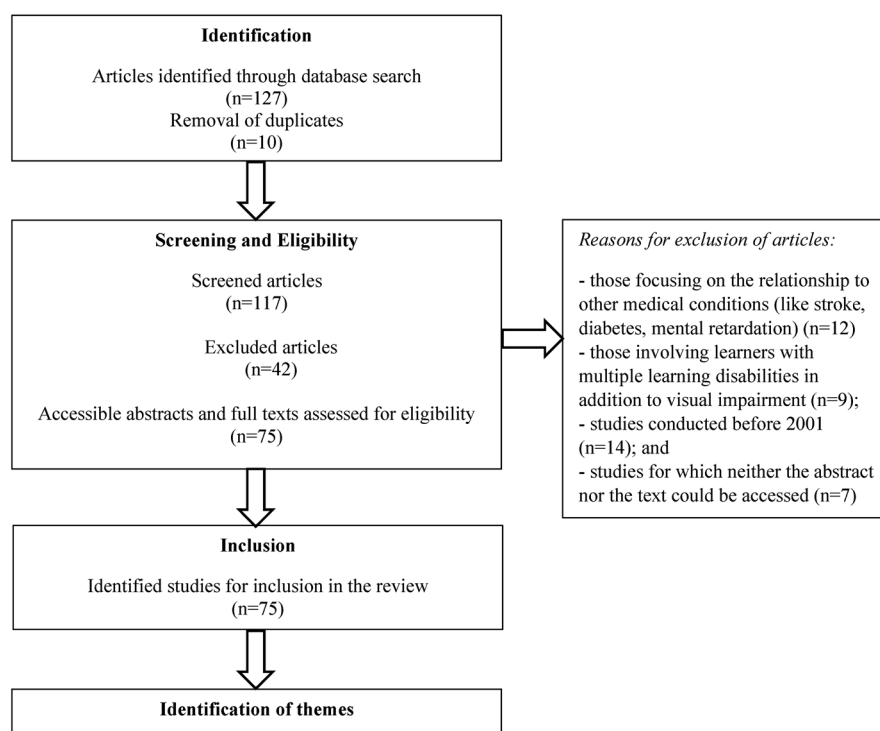 Identification
Articles identified through database search
(n=127)
Removal of duplicates
(n=10)
Screening and Eligibility
Screened articles
(n=117)
Excluded articles
(n=42)
Accessible abstracts and full texts assessed for eligibility
(n=75)
Reasons for exclusion of articles:
- those focusing on the relationship to
other medical conditions (like stroke,
diabetes, mental retardation) (n=12)
- those involving learners with
multiple learning disabilities in
addition to visual impairment (n=9);
- studies conducted before 2001
(n=14); and
- studies for which neither the abstract
nor the text could be accessed (n=7)
Inclusion
Identified studies for inclusion in the review
(n=75)
Identification of themes